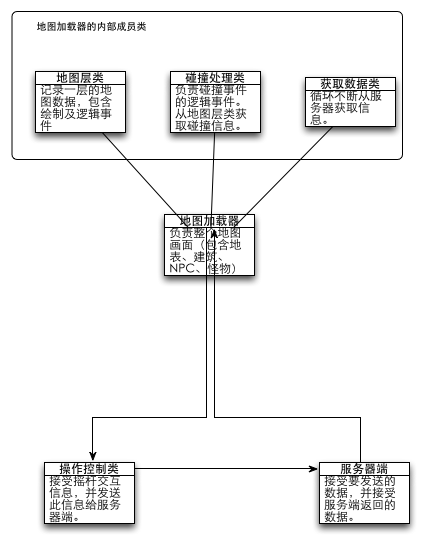 地图加载器的内部成员类
地图层类
记录一层的地
图数据，包含
绘制及逻辑事
件
碰撞处理类
负责碰撞事件
的逻辑事件。
从地图层类获
取碰撞信息。
获取数据类
循环不断从服
务器获取信
息。
地图加载器
负责整个地图
画面（包含地
表、建筑、
NPC、怪物）
操作控制类
接受摇杆交互
信息，并发送
此信息给服务
器端。
服务器端
接受要发送的
数据，并接受
服务端返回的
数据。